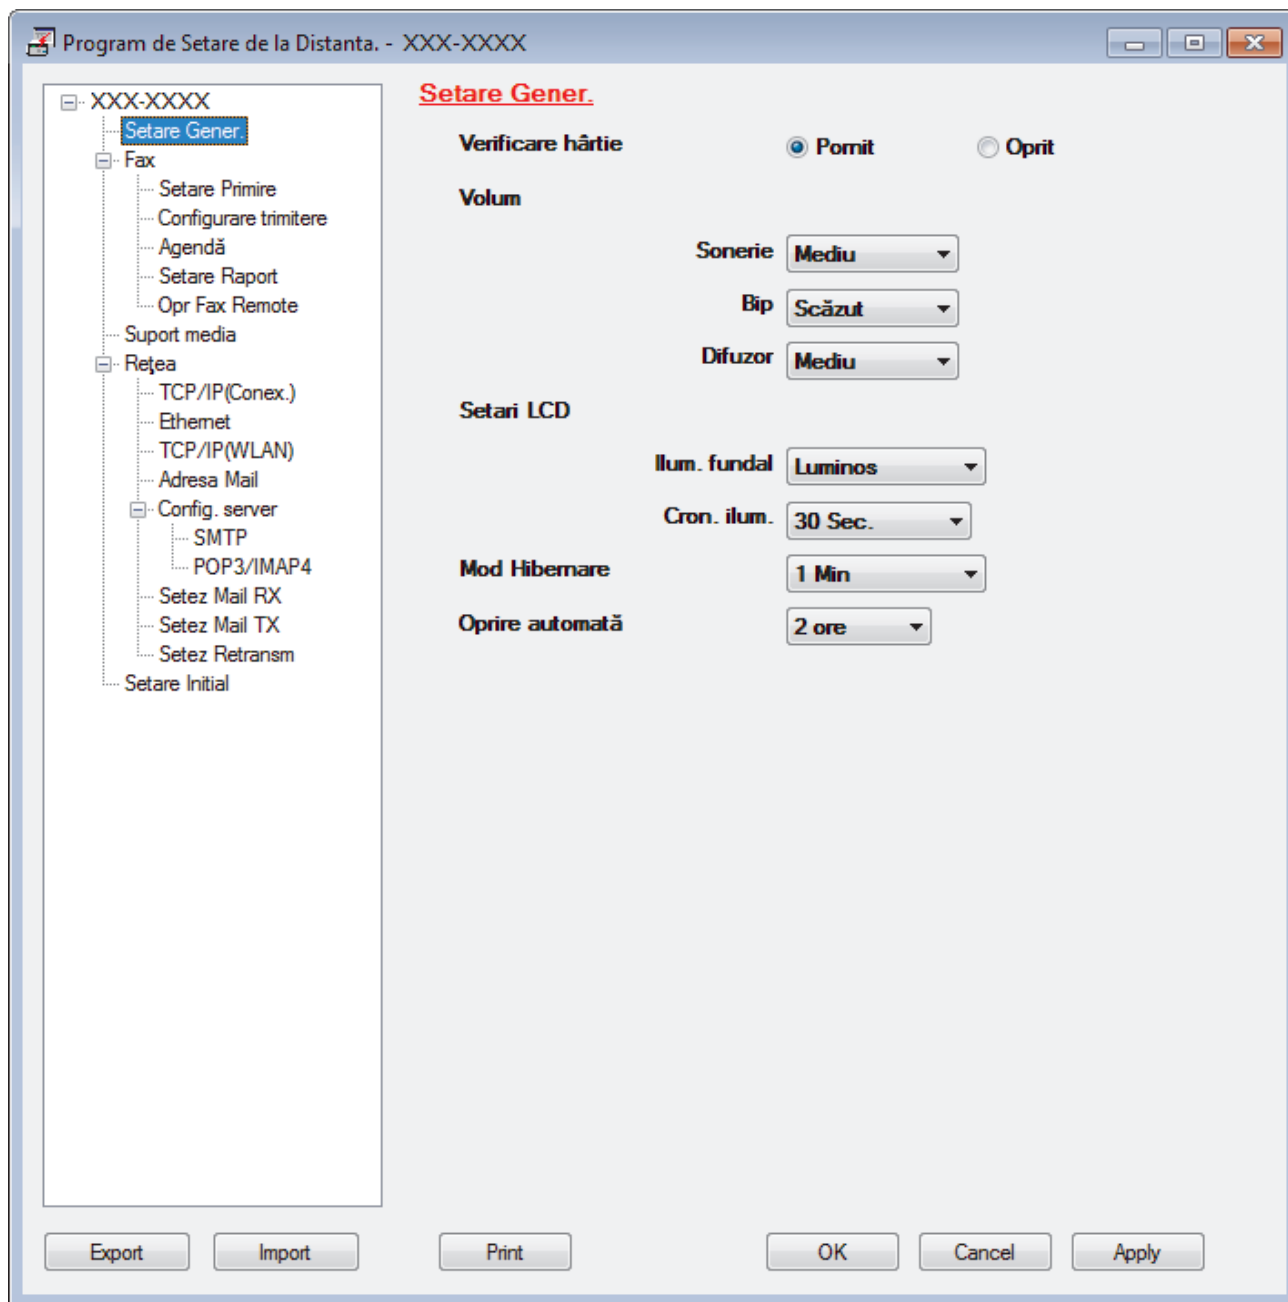 Program de Setare de la Distanta. - XXX-XXXX
XXX-XXXX
Setare Gener.
Fax
Setare Primire
Configurare trimitere
Agendă
Setare Raport
Opr Fax Remote
Suport media
Reţea
TCP/IP(Conex.)
Ethernet
TCP/IP(WLAN)
Adresa Mail
Config. server
SMTP
POP3/IMAP4
Setez Mail RX
Setez Mail TX
Setez Retransm
Setare Initial
Setare Gener.
Verificare hârtie Pornit Oprit
Volum
Sonerie Mediu
Bip Scăzut
Difuzor Mediu
Setari LCD
Ilum. fundal Luminos
Cron. ilum. 30 Sec.
Mod Hibernare 1 Min
Oprire automată 2 ore
Export Import Print OK Cancel Apply